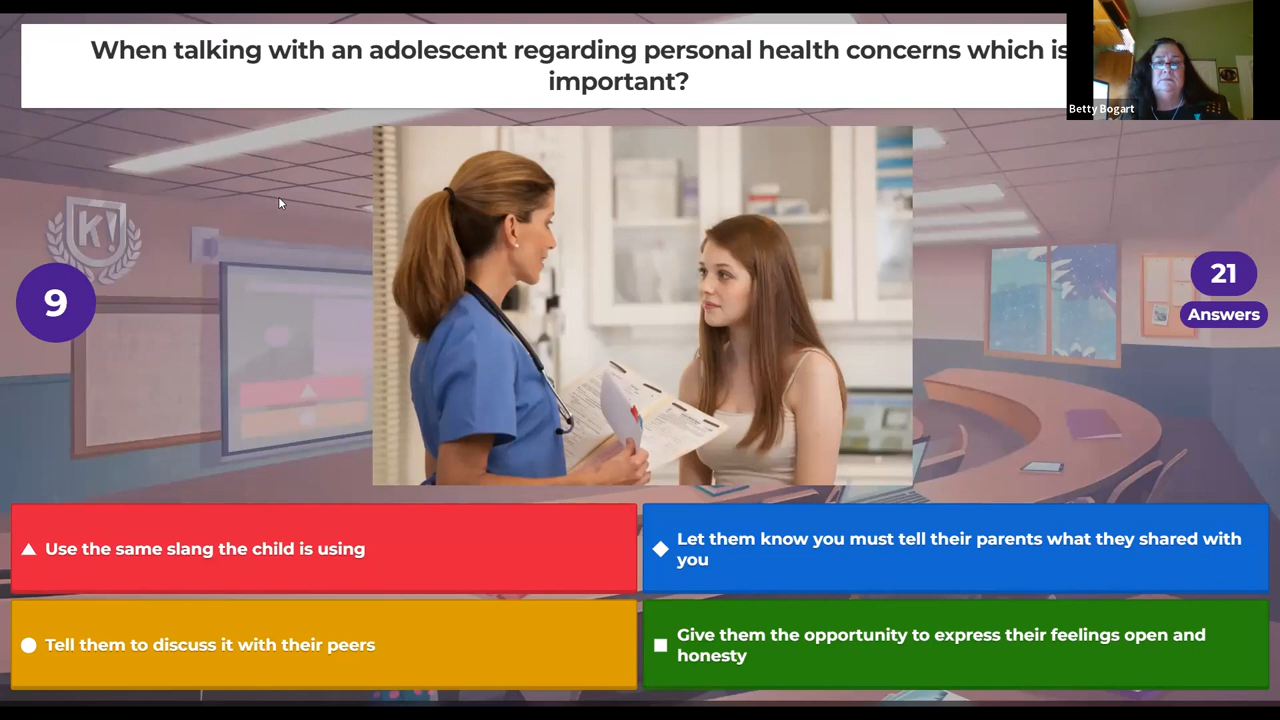 When talking with an adolescent regarding personal health concerns which is
important?
Betty Bogart
K!
9
21
Answers
Use the same slang the child is using
Let them know you must tell their parents what they shared with
you
Tell them to discuss it with their peers
Give them the opportunity to express their feelings open and
honesty